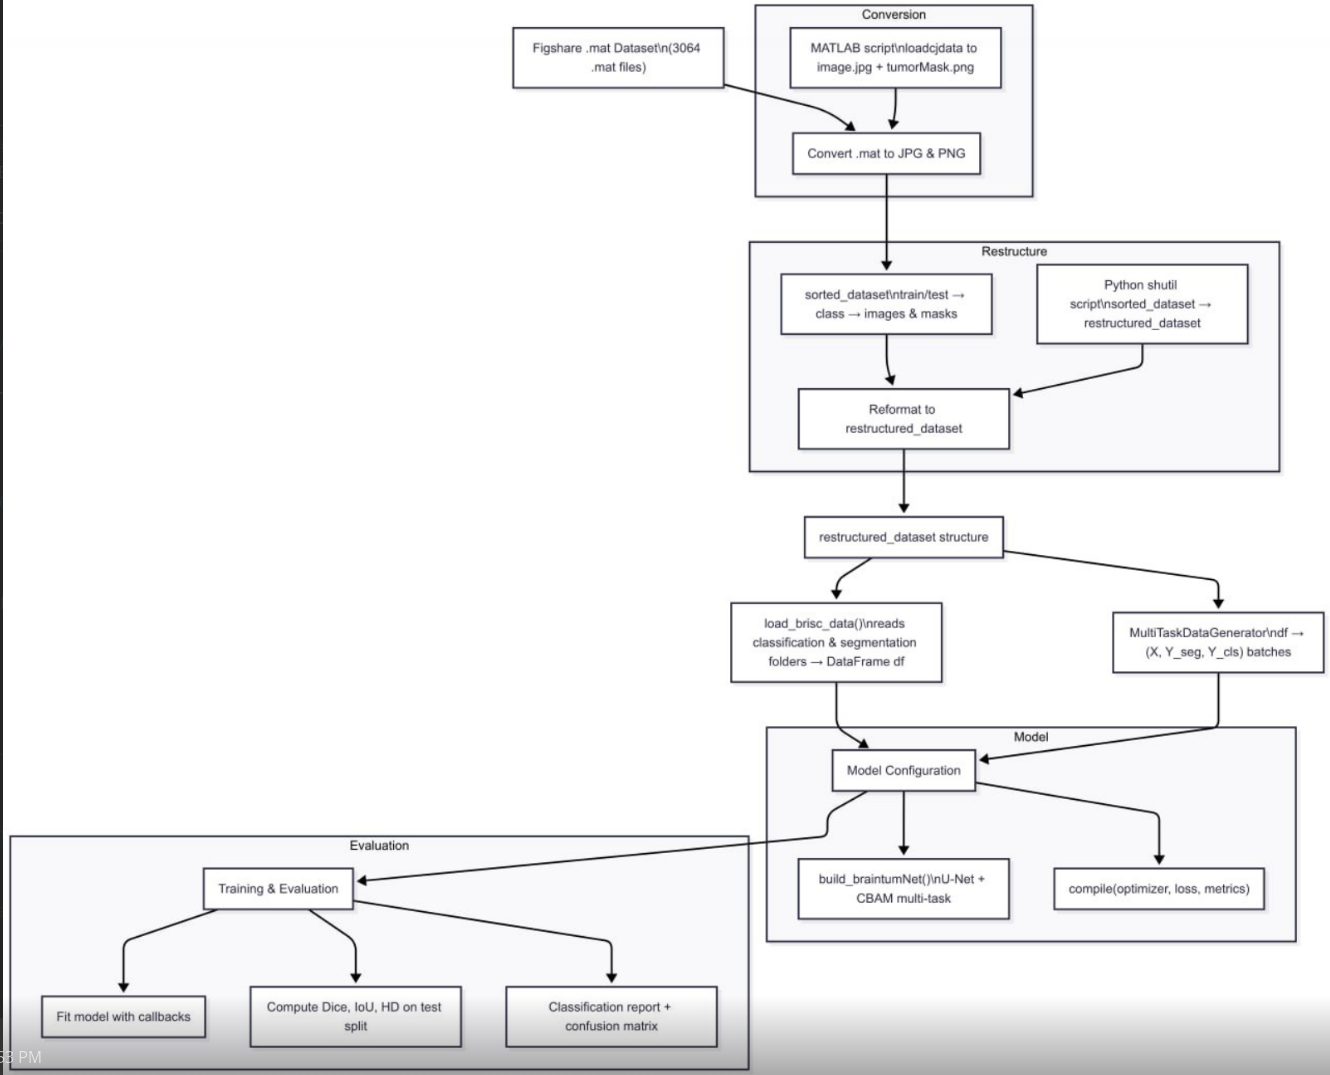 Conversion
Figshare .mat Dataset\n(3064
.mat files)
MATLAB script\nloadcjdata to
image.jpg + tumorMask.png
Convert .mat to JPG & PNG
Restructure
sorted_dataset\ntrain/test →
class → images & masks
Python shutil
script\nsorted_dataset →
restructured_dataset
Reformat to
restructured_dataset
restructured_dataset structure
load_brisc_data()\nreads
classification & segmentation
folders → DataFrame df
MultiTaskDataGenerator\ndf →
(X, Y_seg, Y_cls) batches
Model
Model Configuration
build_braintumNet()\nU-Net +
CBAM multi-task
compile(optimizer, loss, metrics)
Evaluation
Training & Evaluation
Fit model with callbacks
Compute Dice, IoU, HD on test
split
Classification report +
confusion matrix
PM